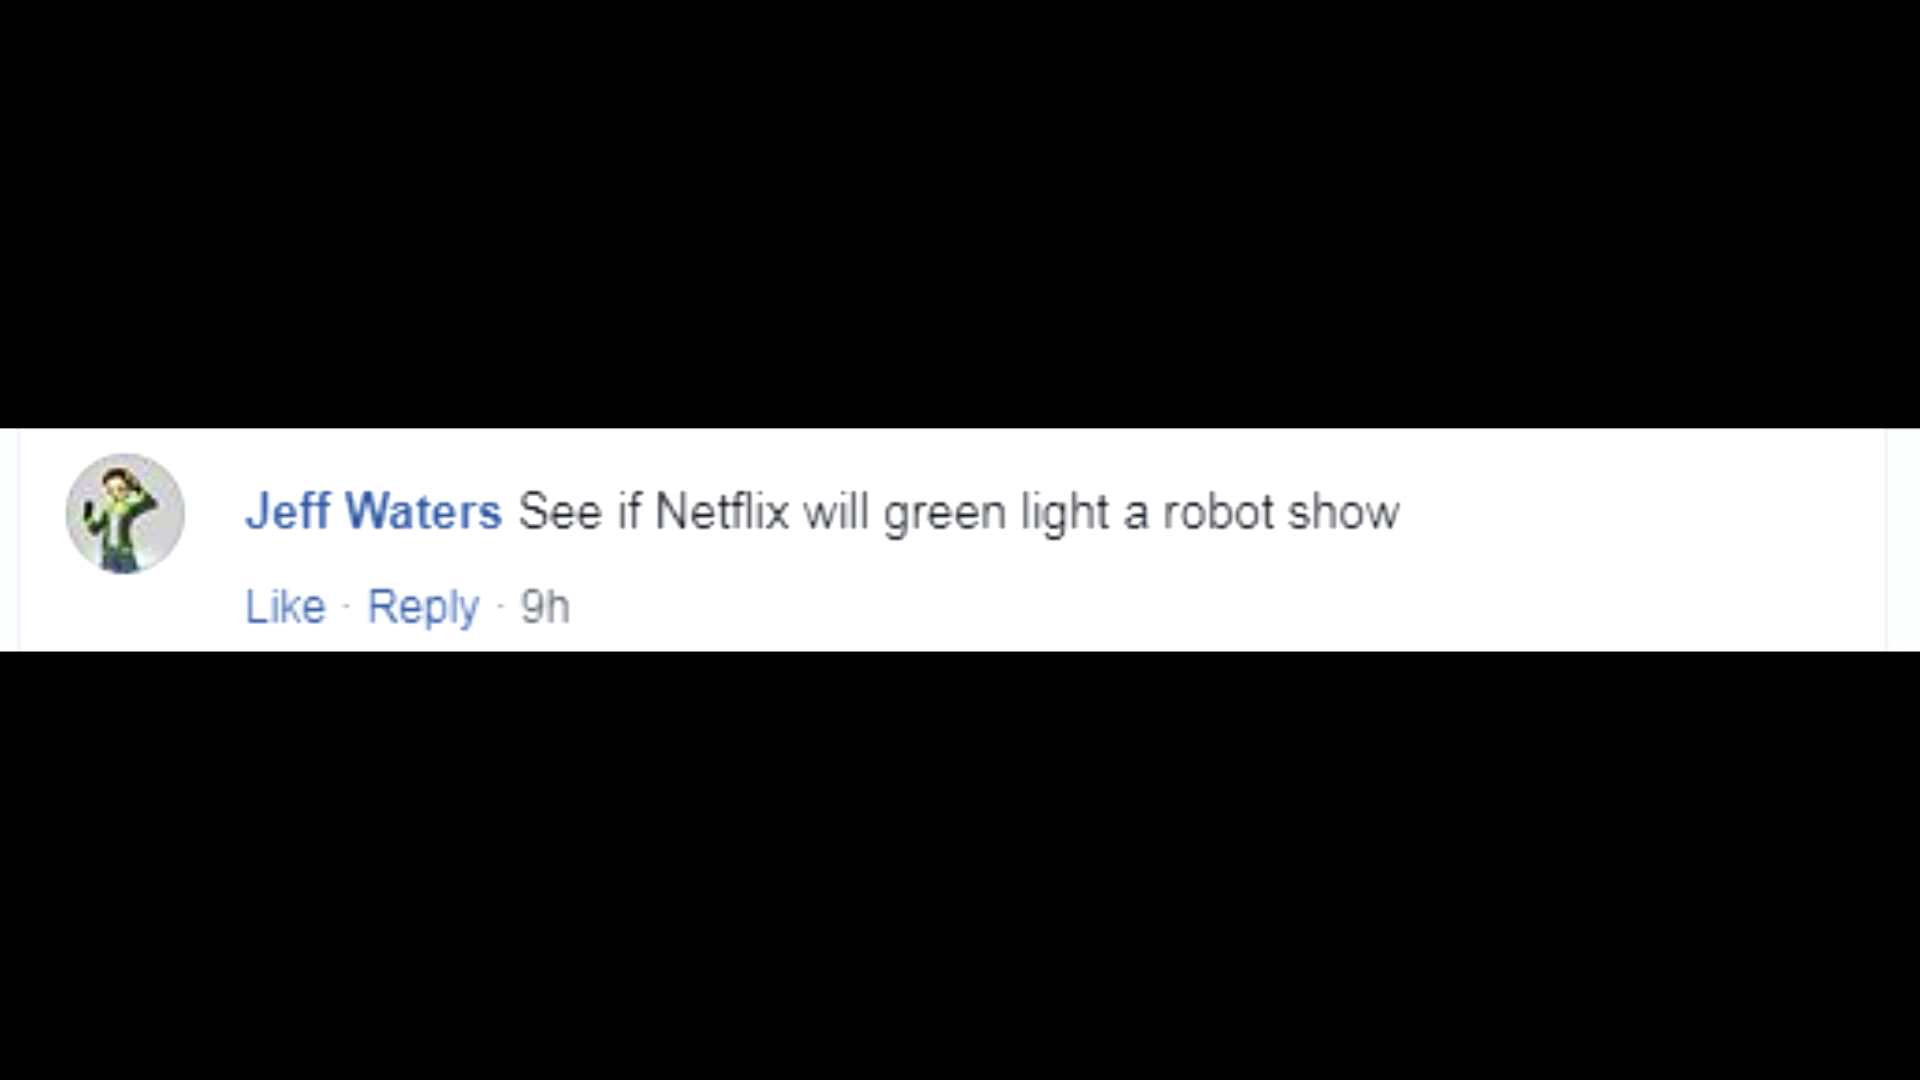 Jeff Waters See if Netflix will green light a robot show
Like · Reply · 9h